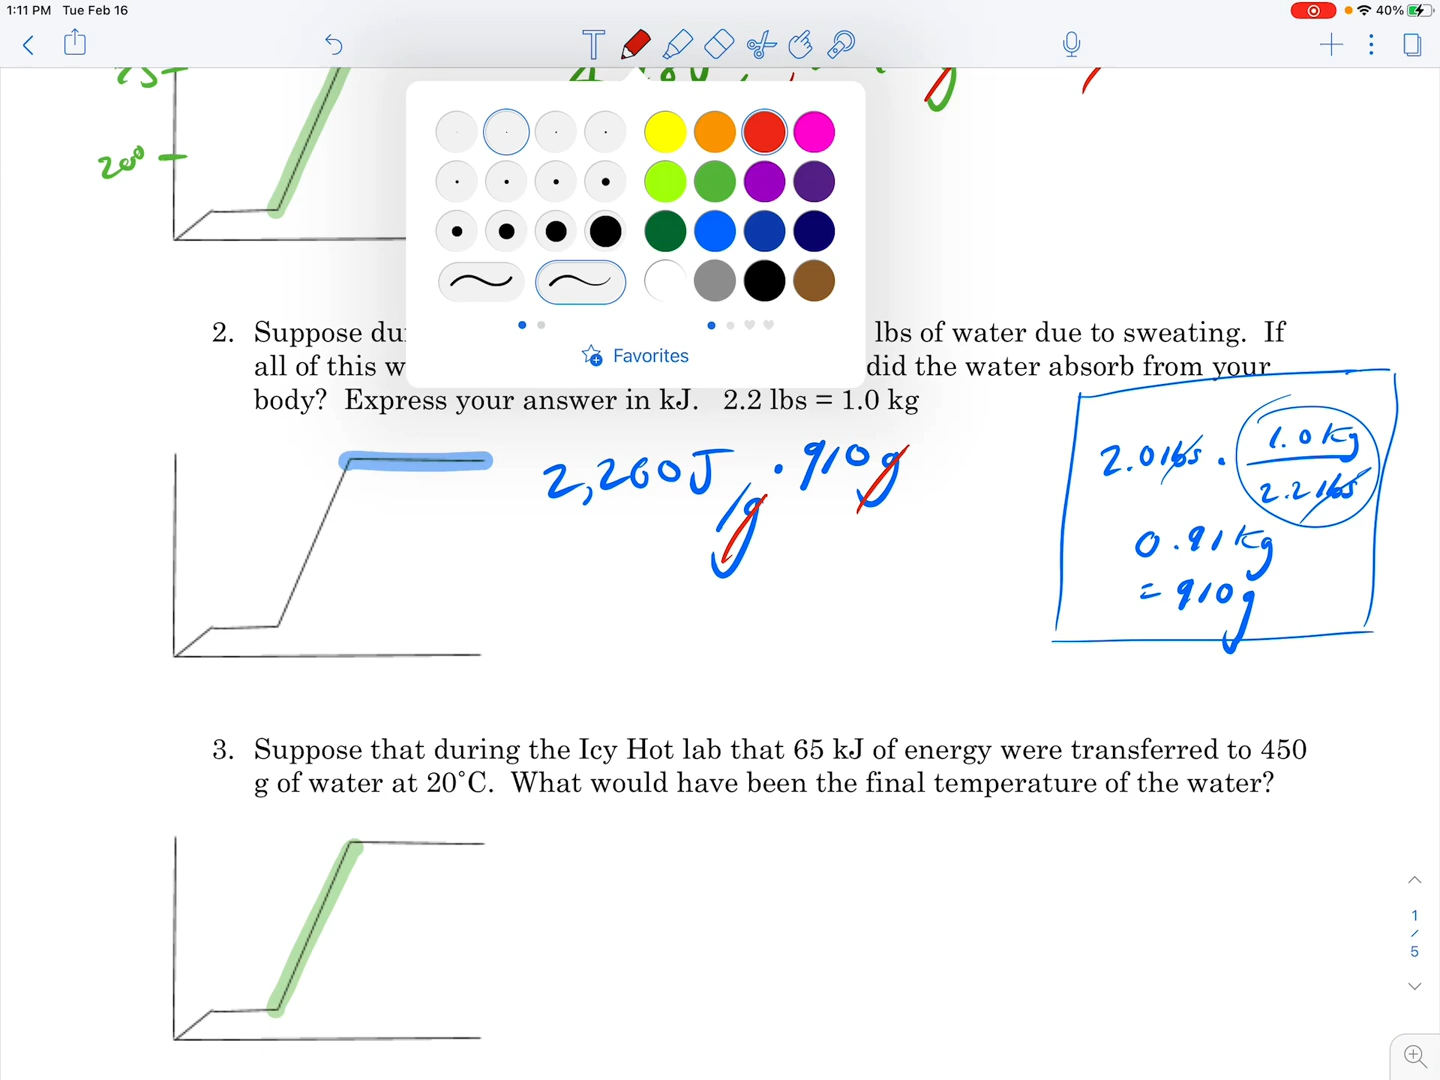 1:11 PM Tue Feb 16
40%
T
200
Favorites
2. Suppose du lbs of water due to sweating. If
all of this w did the water absorb from your
body? Express your answer in kJ. 2.2 lbs = 1.0 kg
2,260J/g · 910g
2.0 lbs · 1.0 kg
2.2 lbs
0.91 kg
= 910g
3. Suppose that during the Icy Hot lab that 65 kJ of energy were transferred to 450
g of water at 20˚C. What would have been the final temperature of the water?
1
/
5